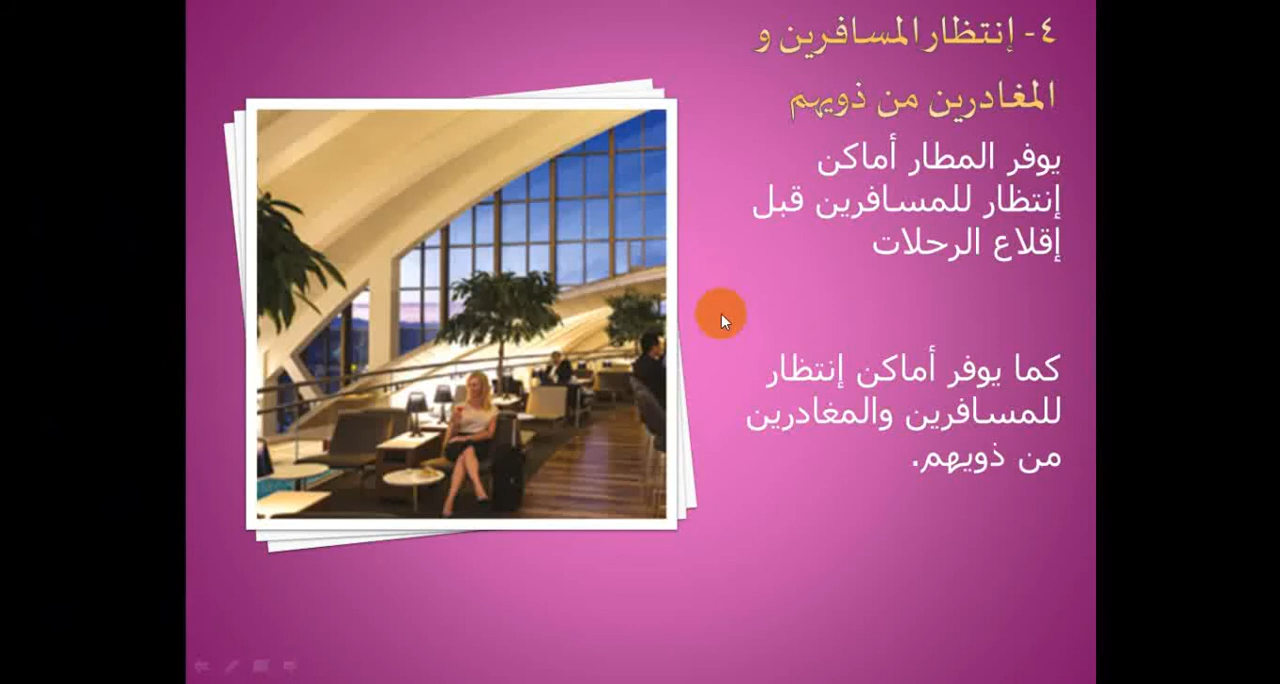 ٤- إنتظار المسافرين و
المغادرين من ذويهم
يوفر المطار أماكن
إنتظار للمسافرين قبل
إقلاع الرحلات
كما يوفر أماكن إنتظار
للمسافرين والمغادرين
من ذويهم.